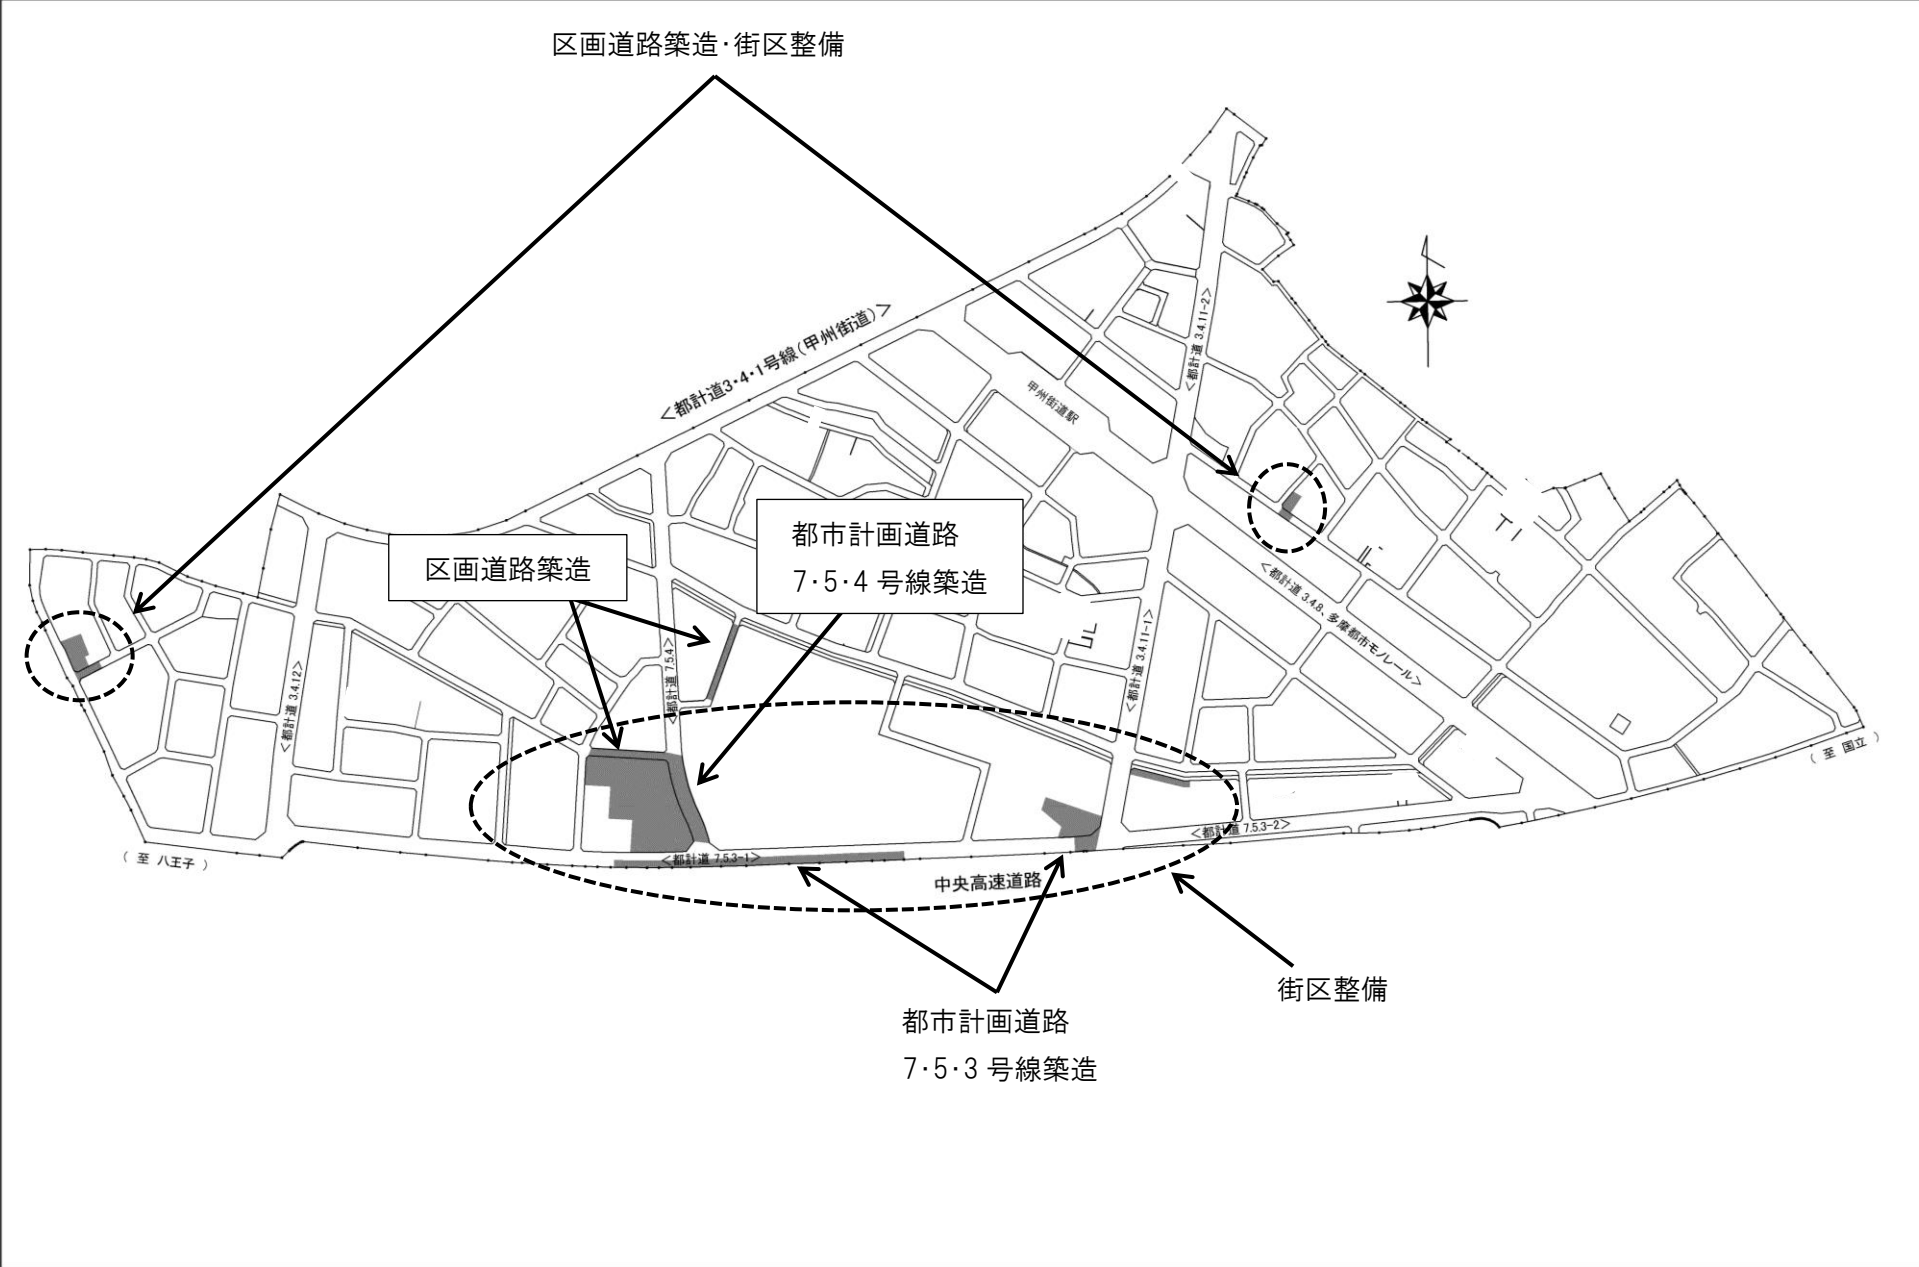 区画道路築造・街区整備
＜都計道3・4・1号線(甲州街道)＞
＜都計道 3.4.11-2＞
甲州街道駅
区画道路築造
都市計画道路
7・5・4 号線築造
＜都計道 3.4.8、多摩都市モノレール＞
＜都計道 3.4.12＞
＜都計道 7.5.4＞
＜都計道 3.4.11-1＞
（ 至 国立 ）
＜都計道 7.5.3-2＞
（ 至 八王子 ）
＜都計道 7.5.3-1＞
中央高速道路
街区整備
都市計画道路
7・5・3 号線築造